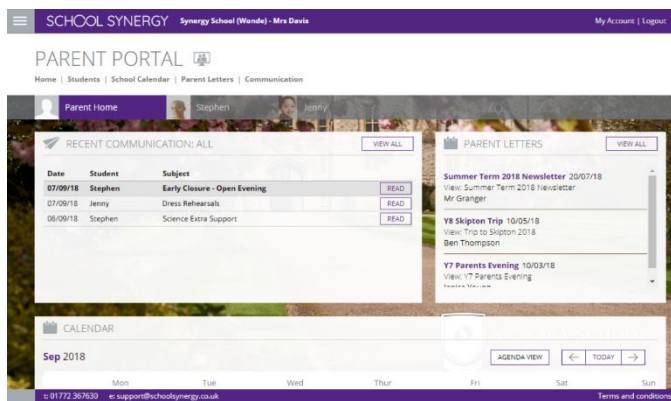 SCHOOL SYNERGY Synergy School (Wonde) - Mrs Davis My Account | Logout
PARENT PORTAL
Home | Students | School Calendar | Parent Letters | Communication
Parent Home Stephen Jenny
RECENT COMMUNICATION: ALL VIEW ALL
Date Student Subject
07/09/18 Stephen Early Closure - Open Evening READ
07/09/18 Jenny Dress Rehearsals READ
06/09/18 Stephen Science Extra Support READ
PARENT LETTERS VIEW ALL
Summer Term 2018 Newsletter 20/07/18
View: Summer Term 2018 Newsletter
Mr Granger
Y8 Skipton Trip 10/05/18
View: Trip to Skipton 2018
Ben Thompson
Y7 Parents Evening 10/03/18
View: Y7 Parents Evening
CALENDAR
Sep 2018 AGENDA VIEW TODAY
Mon Tue Wed Thur Fri Sat Sun
t: 01772 367630 e: support@schoolsynergy.co.uk Terms and condition